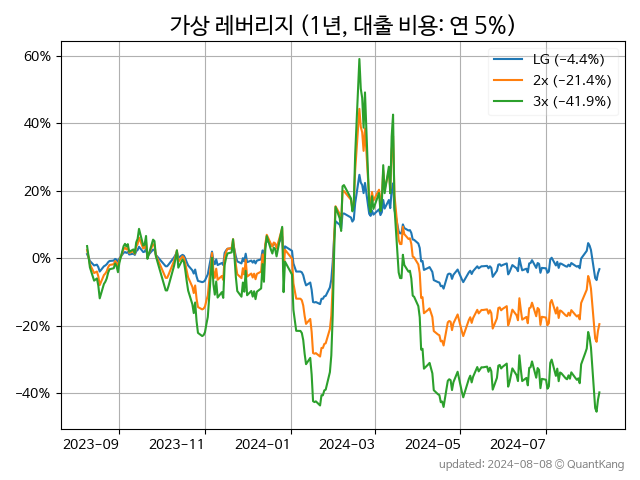 가상 레버리지 (1년, 대출 비용: 연 5%)
LG (−4.4%)
2x (−21.4%)
3x (−41.9%)
60%
40%
20%
0%
−20%
−40%
2023-09 2023-11 2024-01 2024-03 2024-05 2024-07
updated: 2024-08-08 © QuantKang